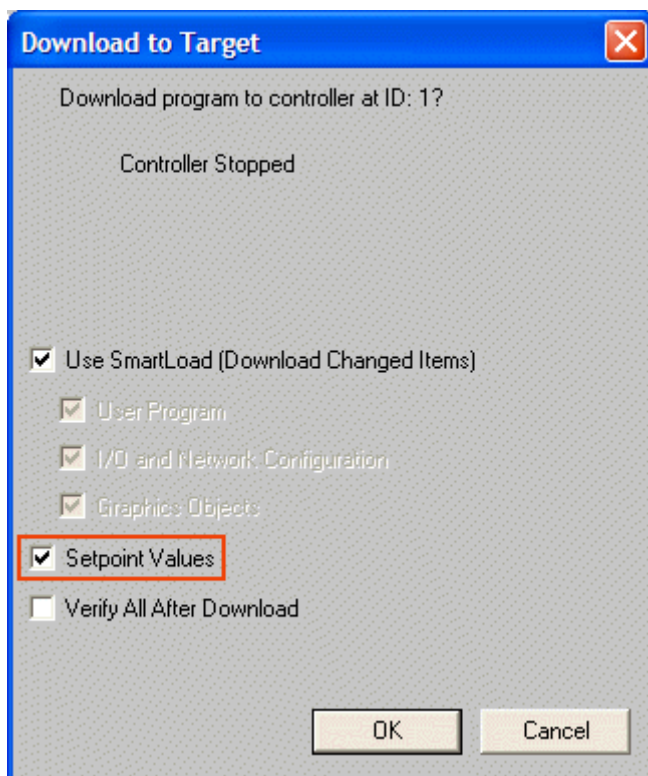 Download to Target
Download program to controller at ID: 1?
Controller Stopped
Use SmartLoad (Download Changed Items)
User Program
I/O and Network Configuration
Graphics Objects
Setpoint Values
Verify All After Download
OK
Cancel